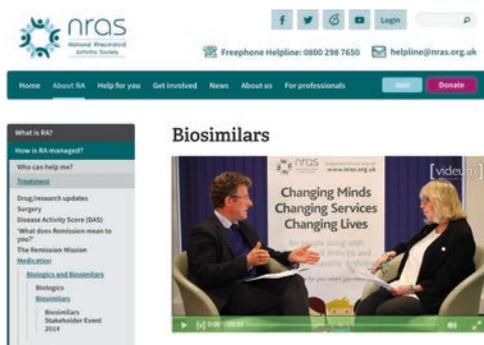 nras
National Rheumatoid
Arthritis Society
Login
Freephone Helpline: 0800 298 7650
helpline@nras.org.uk
Home
About RA
Help for you
Get involved
News
About us
For professionals
Join
Donate
What is RA?
How is RA managed?
Who can help me?
Treatment
Drug/research updates
Surgery
Disease Activity Score (DAS)
'What does Remission mean to
you?'
The Remission Mission
Medication
Biologics and Biosimilars
Biologics
Biosimilars
Biosimilars
Stakeholder Event
2014
Biosimilars
nras
www.nras.org.uk
[videum]
Changing Minds
Changing Services
Changing Lives